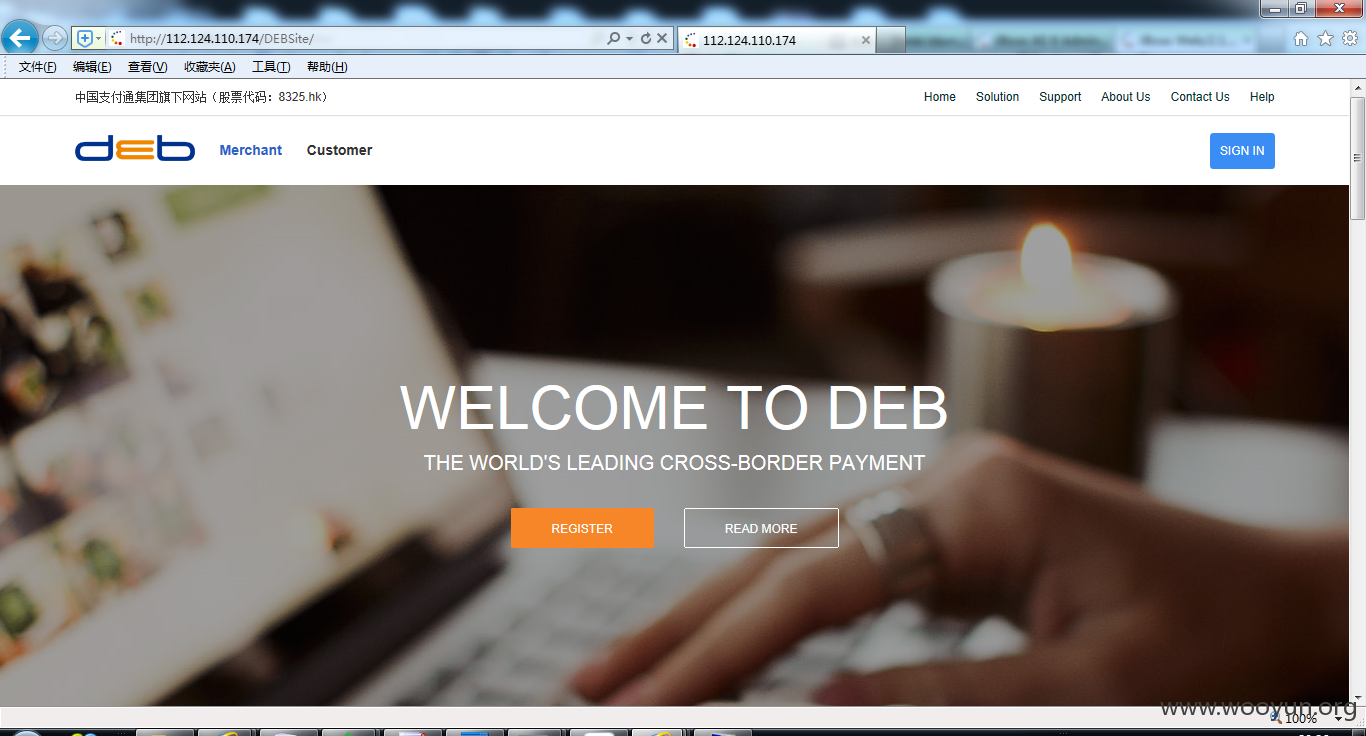 http://112.124.110.174/DEBSite/
112.124.110.174
文件(F) 编辑(E) 查看(V) 收藏夹(A) 工具(T) 帮助(H)
中国支付通集团旗下网站（股票代码：8325.hk） Home Solution Support About Us Contact Us Help
deb Merchant Customer SIGN IN
WELCOME TO DEB
THE WORLD'S LEADING CROSS-BORDER PAYMENT
REGISTER READ MORE
www.wooyun.org
100%